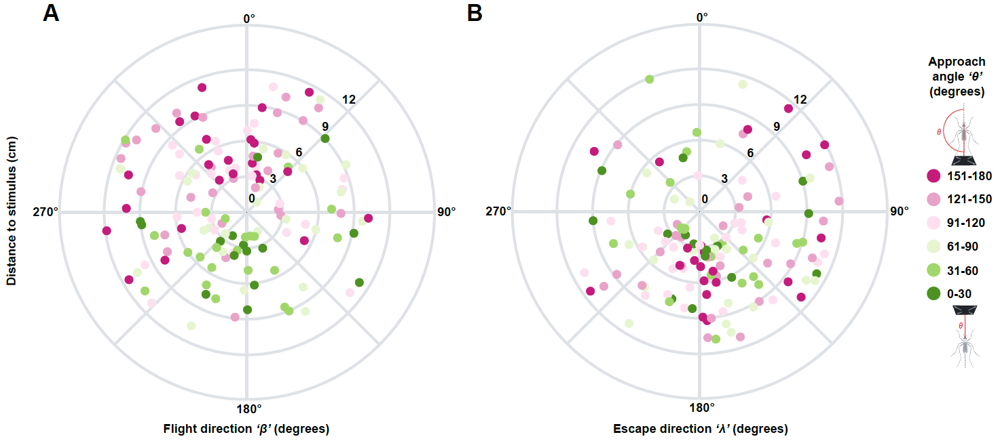 A
B
0°
0°
Approach
angle ‘θ’
(degrees)
12
12
9
9
θ
6
6
3
3
151-180
0
0
121-150
270°
90°
270°
90°
91-120
61-90
31-60
0-30
θ
Distance to stimulus (cm)
180°
180°
Flight direction ‘β’ (degrees)
Escape direction ‘λ’ (degrees)